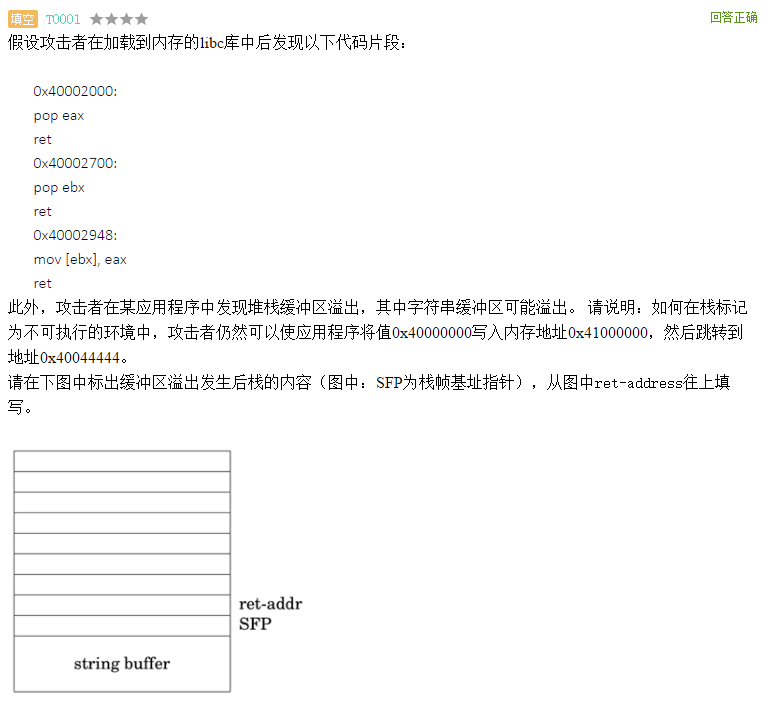 填空 T0001 ★★★★ 回答正确
假设攻击者在加载到内存的libc库中后发现以下代码片段：
0x40002000:
pop eax
ret
0x40002700:
pop ebx
ret
0x40002948:
mov [ebx], eax
ret
此外，攻击者在某应用程序中发现堆栈缓冲区溢出，其中字符串缓冲区可能溢出。 请说明：如何在栈标记
为不可执行的环境中，攻击者仍然可以使应用程序将值0x40000000写入内存地址0x41000000，然后跳转到
地址0x40044444。
请在下图中标出缓冲区溢出发生后栈的内容（图中：SFP为栈帧基址指针），从图中ret-address往上填
写。
ret-addr
SFP
string buffer